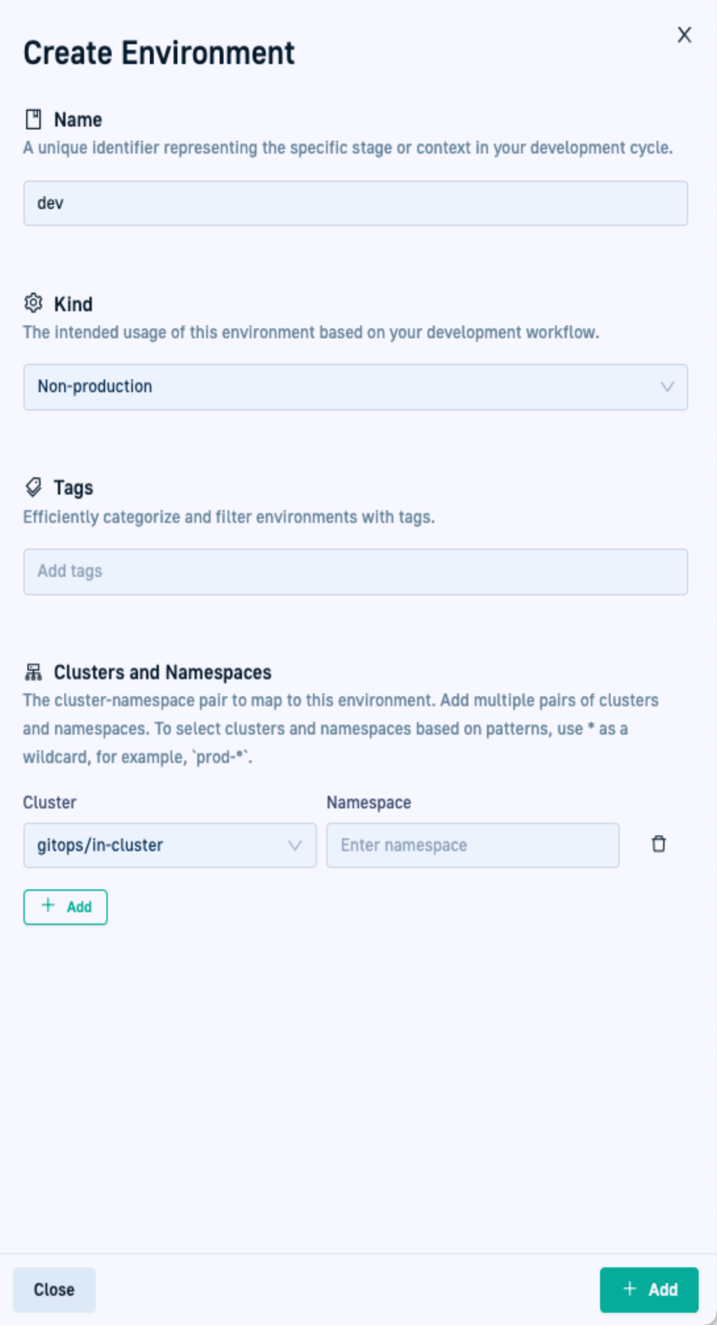 X
Create Environment
Name
A unique identifier representing the specific stage or context in your development cycle.
dev
Kind
The intended usage of this environment based on your development workflow.
Non-production
Tags
Efficiently categorize and filter environments with tags.
Add tags
Clusters and Namespaces
The cluster-namespace pair to map to this environment. Add multiple pairs of clusters
and namespaces. To select clusters and namespaces based on patterns, use * as a
wildcard, for example, `prod-*`.
Cluster Namespace
gitops/in-cluster Enter namespace
+ Add
Close + Add